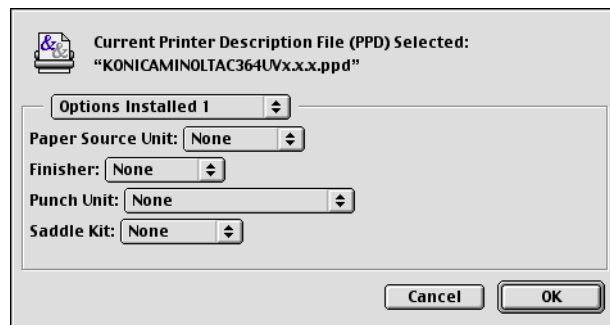 Current Printer Description File (PPD) Selected:
“KONICAMINOLTAC364UVx.x.x.ppd”
Options Installed 1
Paper Source Unit: None
Finisher: None
Punch Unit: None
Saddle Kit: None
Cancel OK